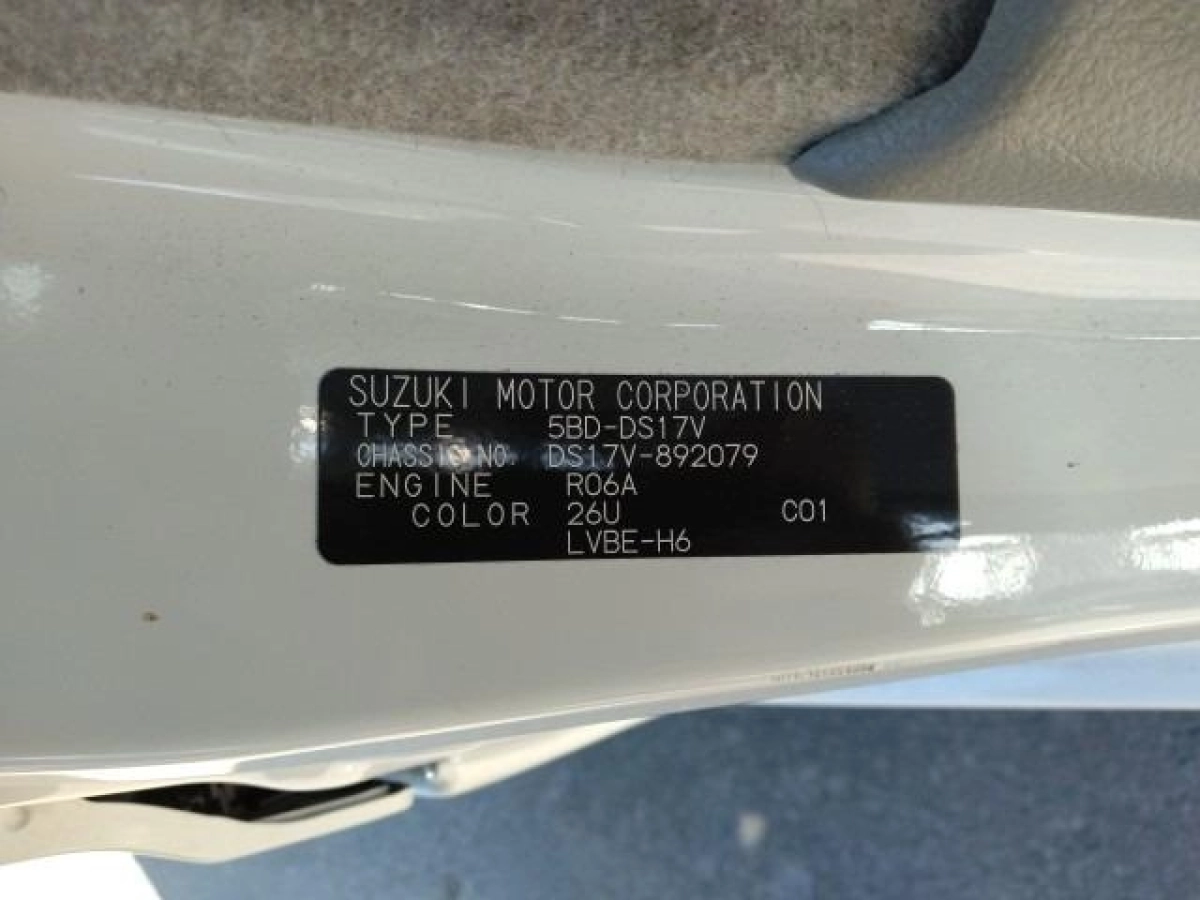 SUZUKI MOTOR CORPORATION
TYPE 5BD-DS17V
CHASSIS NO. DS17V-892079
ENGINE R06A
COLOR 26U C01
LVBE-H6